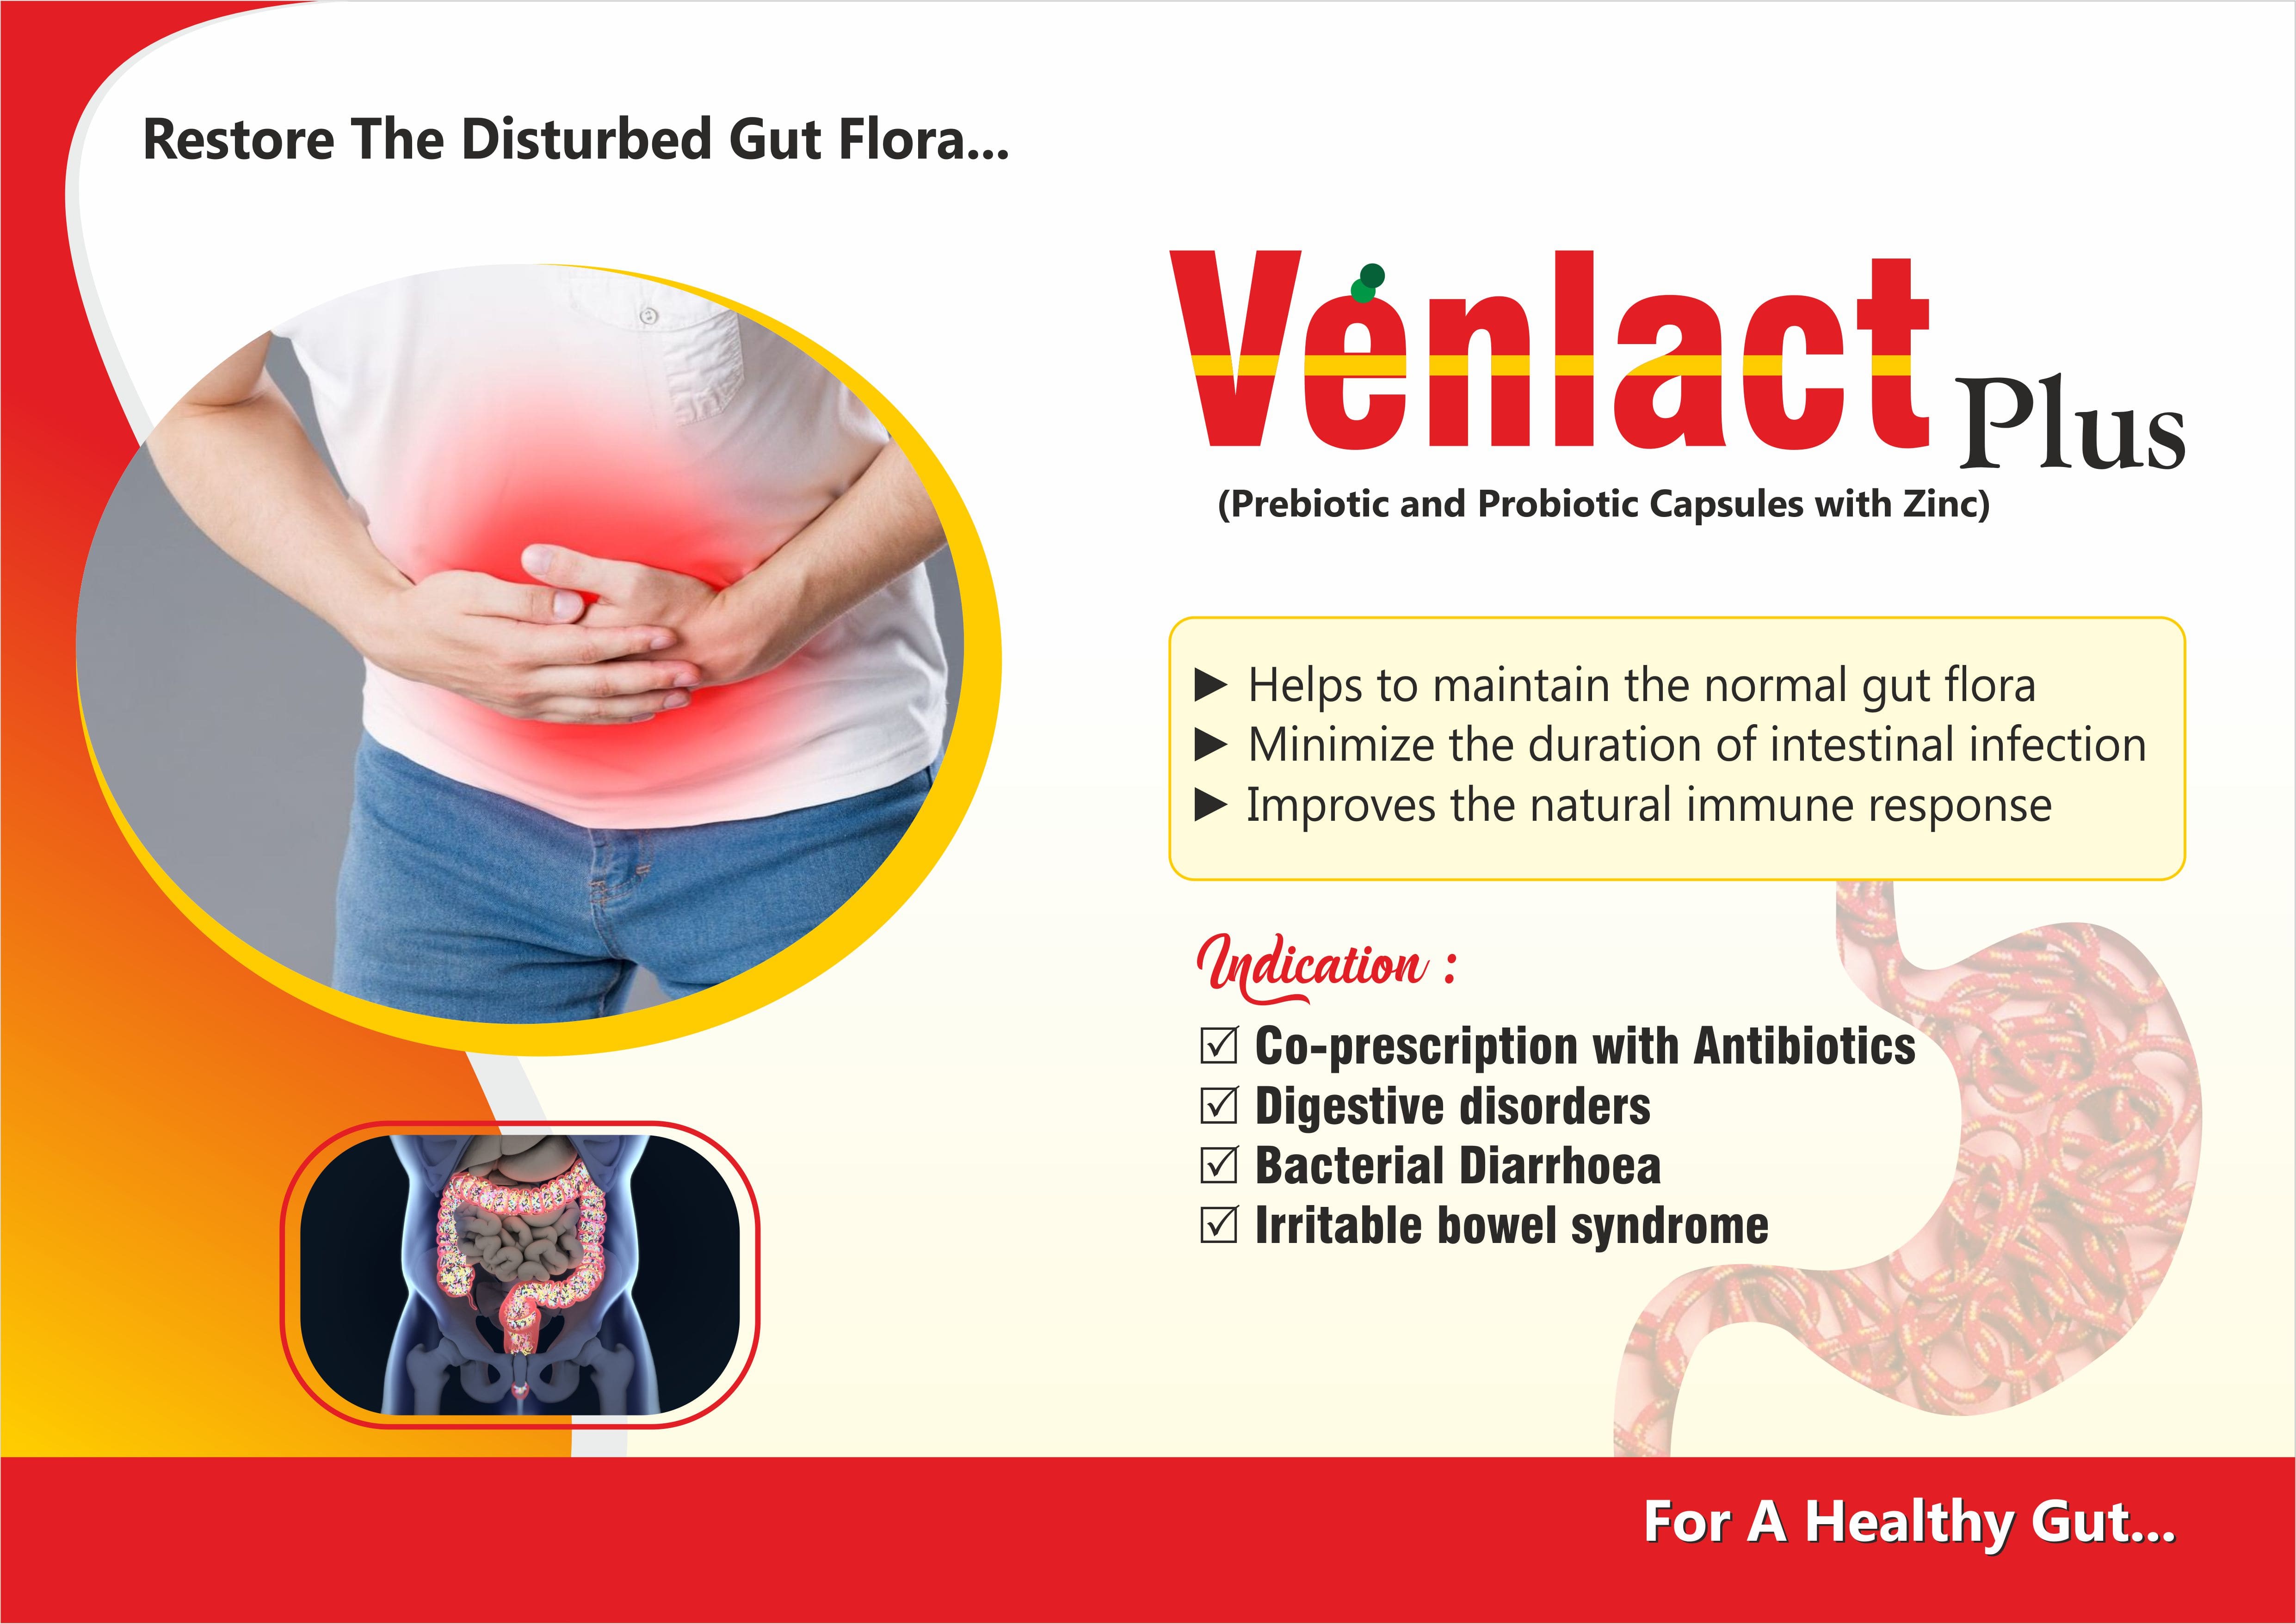 Restore The Disturbed Gut Flora...
Venlact Plus
(Prebiotic and Probiotic Capsules with Zinc)
► Helps to maintain the normal gut flora
► Minimize the duration of intestinal infection
► Improves the natural immune response
Indication :
☑ Co-prescription with Antibiotics
☑ Digestive disorders
☑ Bacterial Diarrhoea
☑ Irritable bowel syndrome
For A Healthy Gut...